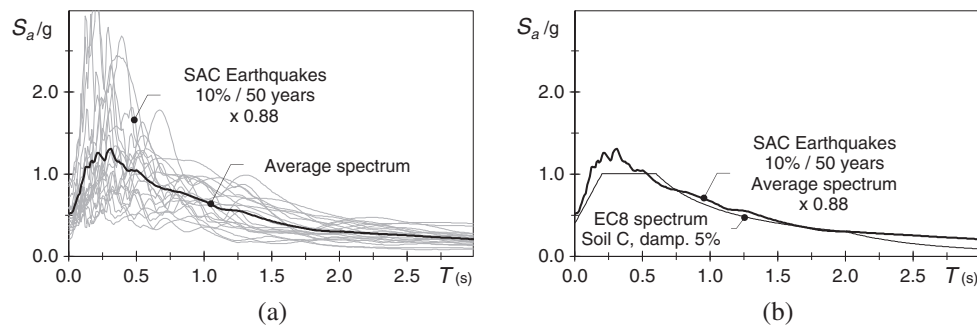 Sa/g
2.0
1.0
0.0
0.0 0.5 1.0 1.5 2.0 2.5 T (s)
SAC Earthquakes
10% / 50 years
x 0.88
Average spectrum
(a)
Sa/g
2.0
1.0
0.0
0.0 0.5 1.0 1.5 2.0 2.5 T (s)
SAC Earthquakes
10% / 50 years
Average spectrum
x 0.88
EC8 spectrum
Soil C, damp. 5%
(b)